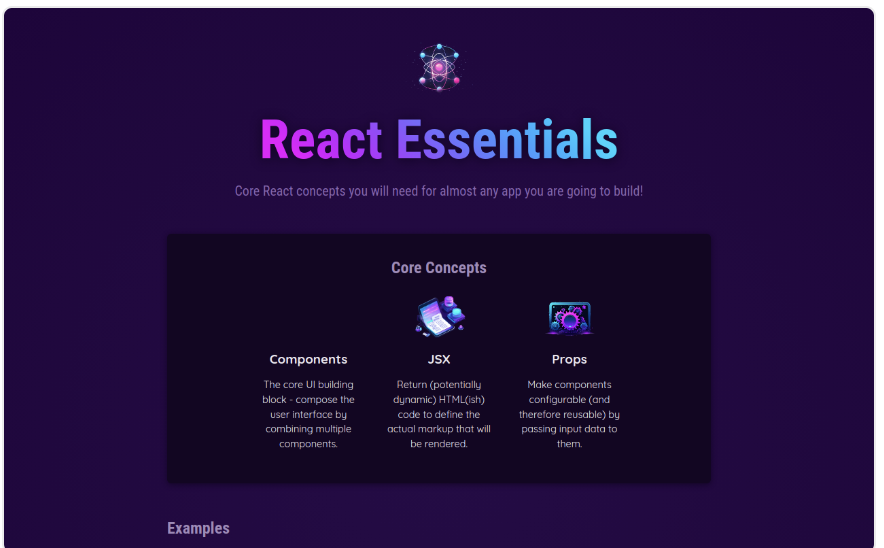 React Essentials
Core React concepts you will need for almost any app you are going to build!
Core Concepts
Components
The core UI building
block - compose the
user interface by
combining multiple
components.
JSX
Return (potentially
dynamic) HTML(ish)
code to define the
actual markup that will
be rendered.
Props
Make components
configurable (and
therefore reusable) by
passing input data to
them.
Examples